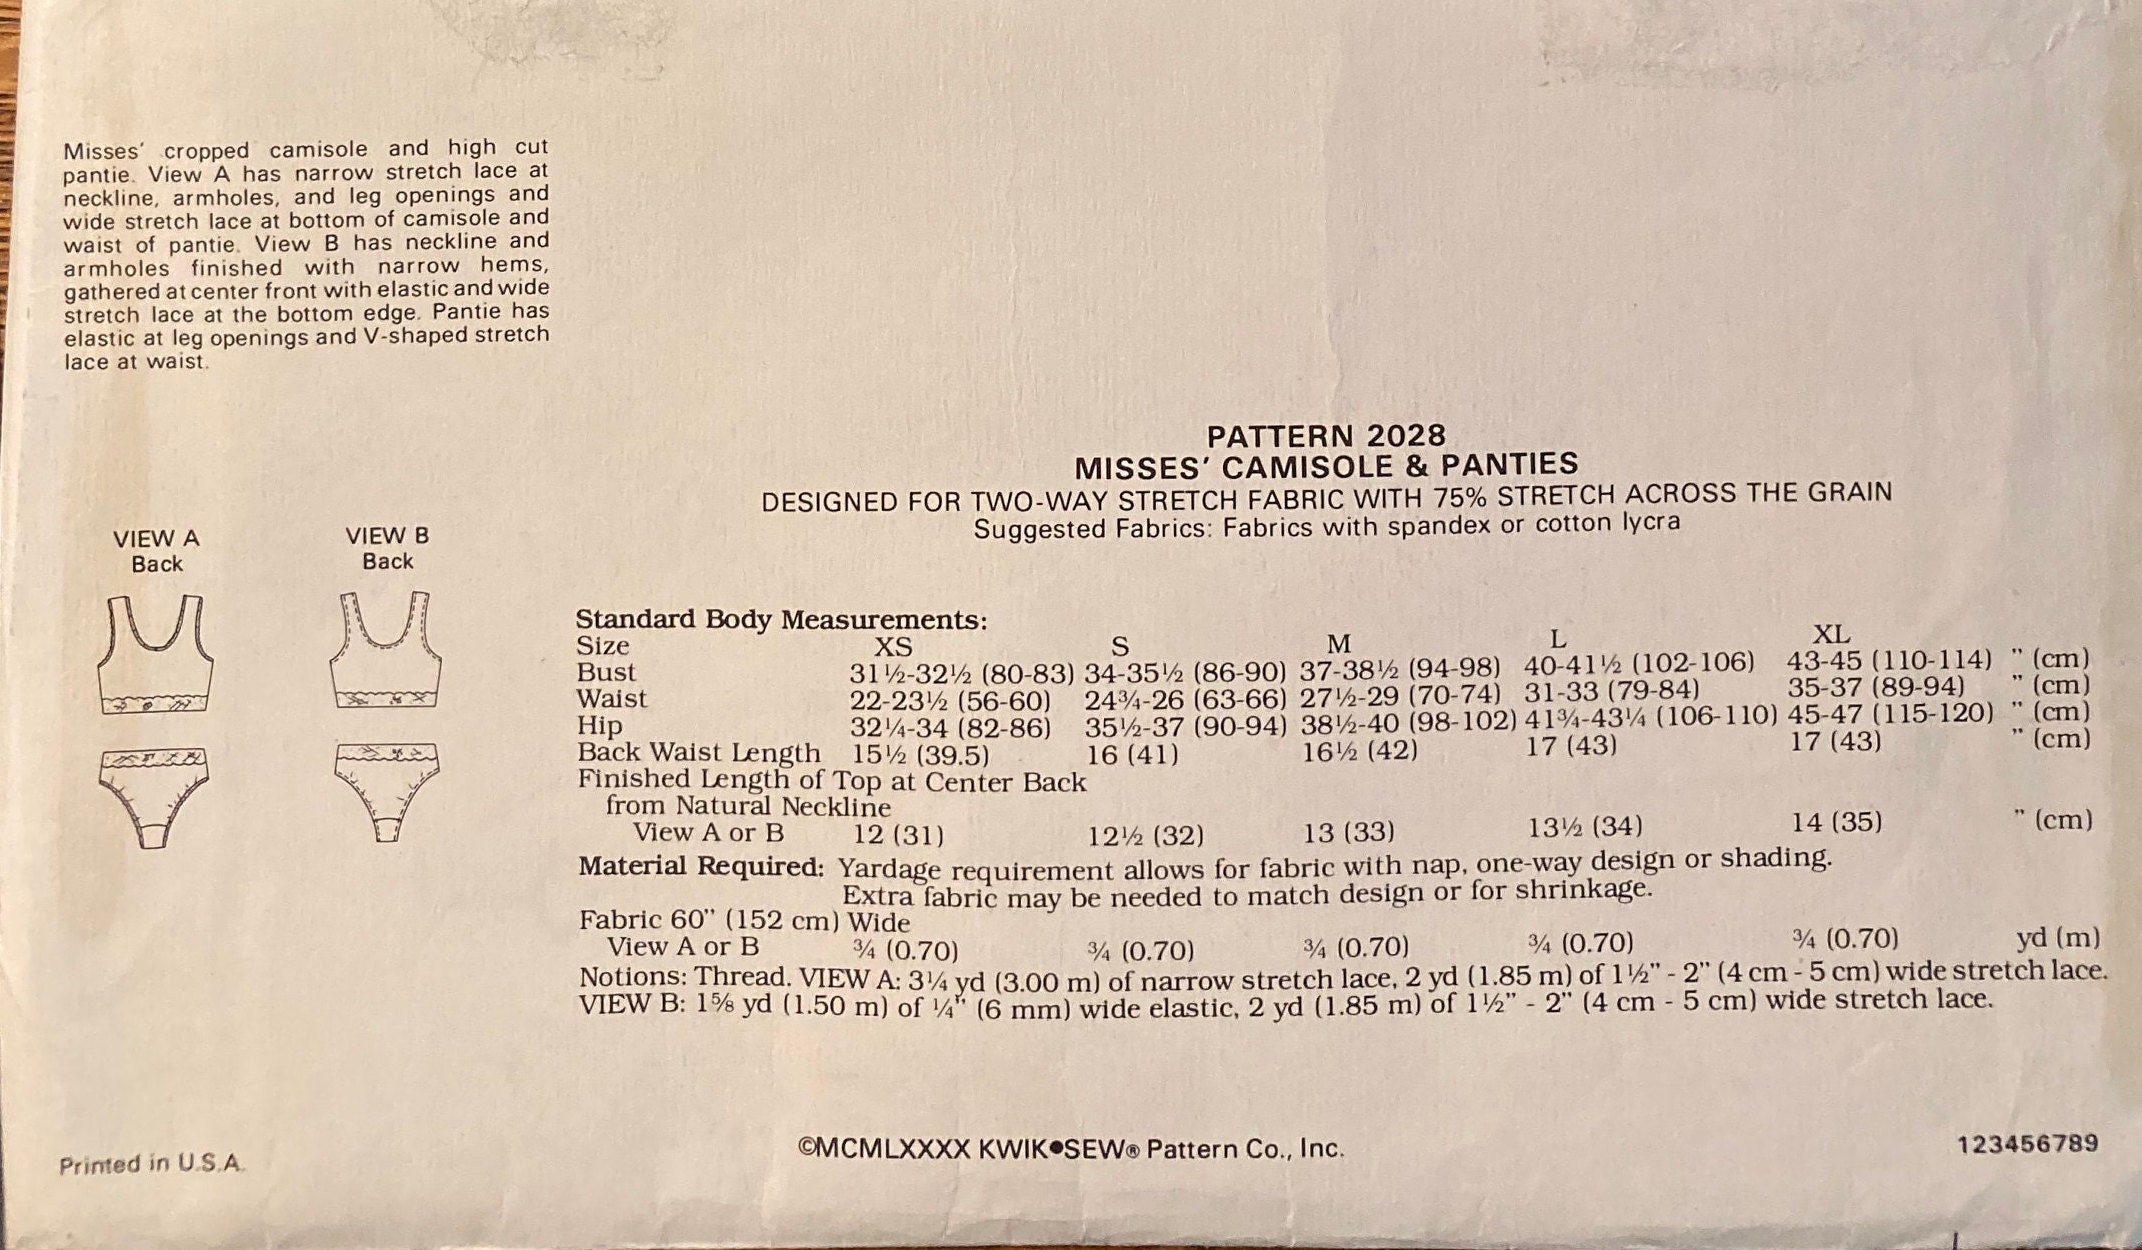 Misses' cropped camisole and high cut
pantie. View A has narrow stretch lace at
neckline, armholes, and leg openings and
wide stretch lace at bottom of camisole and
waist of pantie. View B has neckline and
armholes finished with narrow hems,
gathered at center front with elastic and wide
stretch lace at the bottom edge. Pantie has
elastic at leg openings and V-shaped stretch
lace at waist.
PATTERN 2028
MISSES' CAMISOLE & PANTIES
DESIGNED FOR TWO-WAY STRETCH FABRIC WITH 75% STRETCH ACROSS THE GRAIN
Suggested Fabrics: Fabrics with spandex or cotton lycra
VIEW A
Back
VIEW B
Back
Standard Body Measurements:
Size XS S M L XL
Bust 31½-32½ (80-83) 34-35½ (86-90) 37-38½ (94-98) 40-41½ (102-106) 43-45 (110-114) " (cm)
Waist 22-23½ (56-60) 24¾-26 (63-66) 27½-29 (70-74) 31-33 (79-84) 35-37 (89-94) " (cm)
Hip 32¼-34 (82-86) 35½-37 (90-94) 38½-40 (98-102) 41¾-43¼ (106-110) 45-47 (115-120) " (cm)
Back Waist Length 15½ (39.5) 16 (41) 16½ (42) 17 (43) 17 (43) " (cm)
Finished Length of Top at Center Back
from Natural Neckline
View A or B 12 (31) 12½ (32) 13 (33) 13½ (34) 14 (35) " (cm)
Material Required: Yardage requirement allows for fabric with nap, one-way design or shading.
Extra fabric may be needed to match design or for shrinkage.
Fabric 60" (152 cm) Wide
View A or B ¾ (0.70) ¾ (0.70) ¾ (0.70) ¾ (0.70) ¾ (0.70) yd (m)
Notions: Thread. VIEW A: 3¼ yd (3.00 m) of narrow stretch lace, 2 yd (1.85 m) of 1½" - 2" (4 cm - 5 cm) wide stretch lace.
VIEW B: 1⅝ yd (1.50 m) of ¼" (6 mm) wide elastic, 2 yd (1.85 m) of 1½" - 2" (4 cm - 5 cm) wide stretch lace.
Printed in U.S.A.
©MCMLXXXX KWIK•SEW® Pattern Co., Inc.
123456789